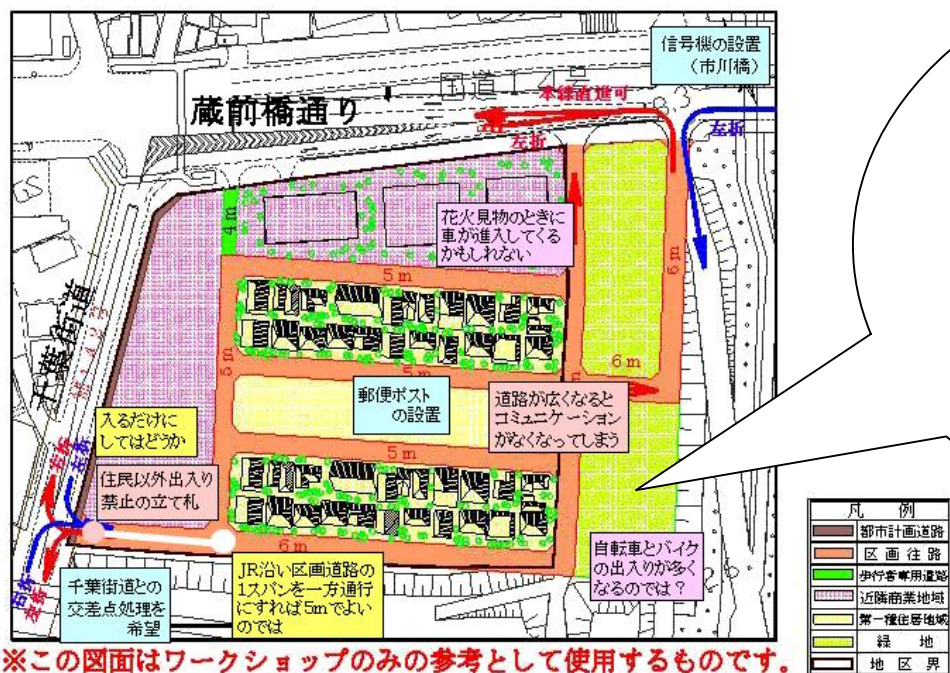 信号機の設置
（市川橋）
国道14号
蔵前橋通り
本線直進可
左折
左折
4m
花火見物のときに
車が進入してくる
かもしれない
5m
6m
千葉街道
5m
6m
5m
郵便ポスト
の設置
道路が広くなると
コミュニケーション
がなくなってしまう
入るだけに
してはどうか
5m
住民以外出入り
禁止の立て札
右折
左折
6m
自転車とバイク
の出入りが多く
なるのでは？
JR沿い区画道路の
1スパンを一方通行
にすれば5mでよい
のでは
千葉街道との
交差点処理を
希望
右折
左折
凡例
都市計画道路
区画往路
歩行者専用道路
近隣商業地域
第一種住居地域
緑地
地区界
※この図面はワークショップのみの参考として使用するものです。